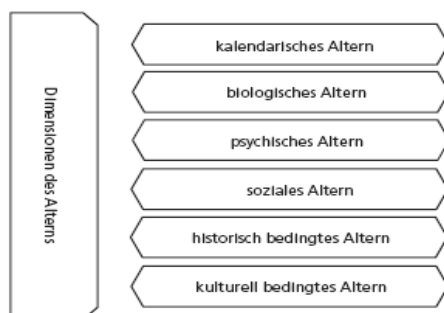 Dimensionen des Alterns
kalendarisches Altern
biologisches Altern
psychisches Altern
soziales Altern
historisch bedingtes Altern
kulturell bedingtes Altern